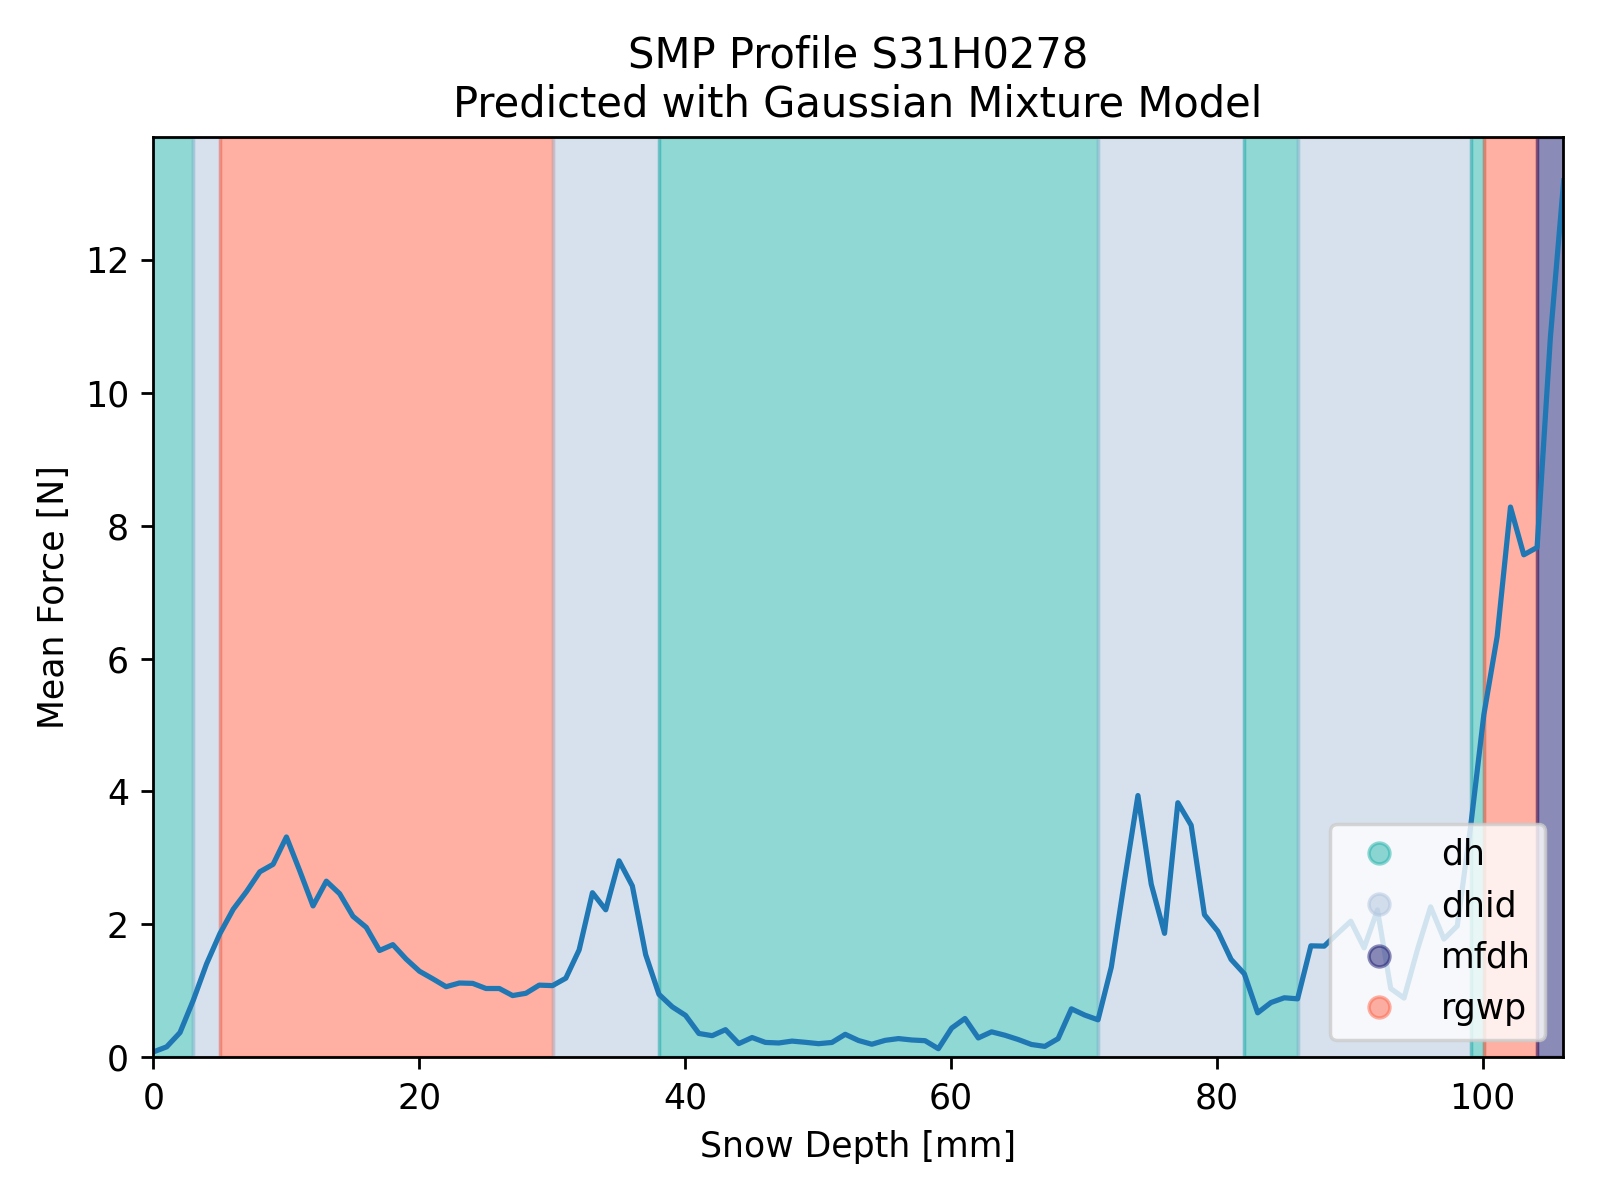 SMP Profile S31H0278
Predicted with Gaussian Mixture Model
Mean Force [N]
12
10
8
6
4
2
0
0 20 40 60 80 100
Snow Depth [mm]
dh
dhid
mfdh
rgwp